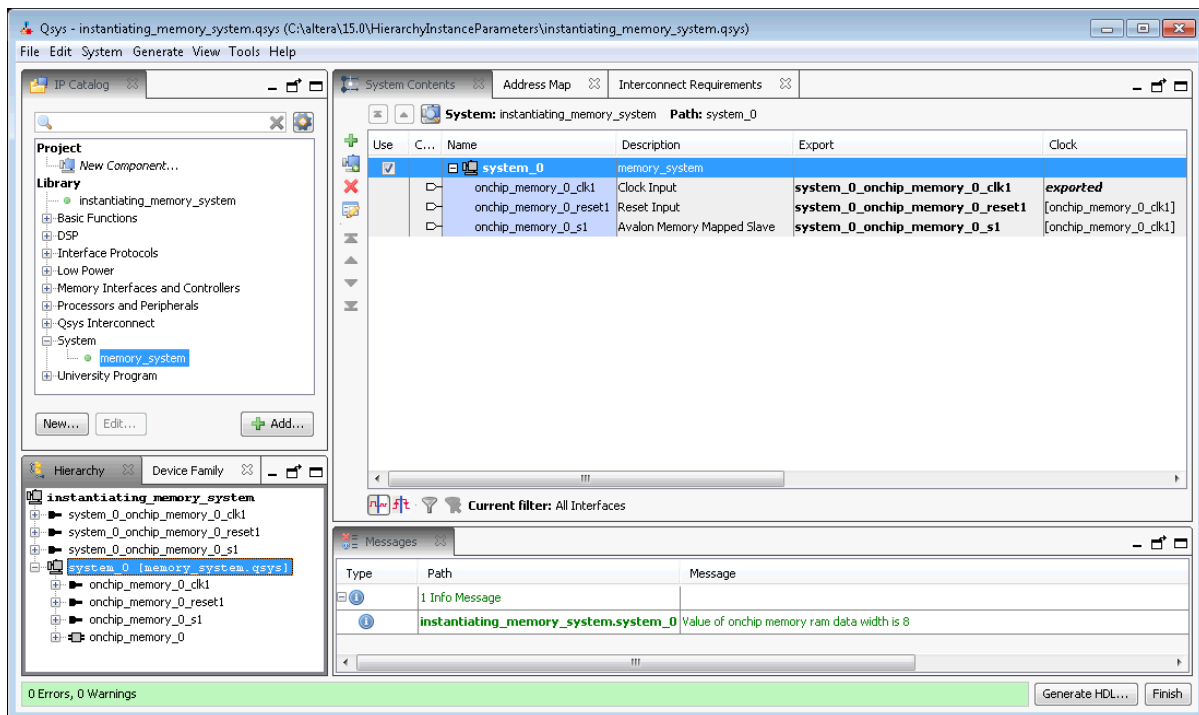 Qsys - instantiating_memory_system.qsys (C:\altera\15.0\HierarchyInstanceParameters\instantiating_memory_system.qsys)
File Edit System Generate View Tools Help
IP Catalog
Project
New Component...
Library
instantiating_memory_system
Basic Functions
DSP
Interface Protocols
Low Power
Memory Interfaces and Controllers
Processors and Peripherals
Qsys Interconnect
System
memory_system
University Program
New... Edit... Add...
System Contents Address Map Interconnect Requirements
System: instantiating_memory_system Path: system_0
Use C... Name Description Export Clock
system_0 memory_system
onchip_memory_0_clk1 Clock Input system_0_onchip_memory_0_clk1 exported
onchip_memory_0_reset1 Reset Input system_0_onchip_memory_0_reset1 [onchip_memory_0_clk1]
onchip_memory_0_s1 Avalon Memory Mapped Slave system_0_onchip_memory_0_s1 [onchip_memory_0_clk1]
Current filter: All Interfaces
Hierarchy Device Family
instantiating_memory_system
system_0_onchip_memory_0_clk1
system_0_onchip_memory_0_reset1
system_0_onchip_memory_0_s1
system_0 [memory_system.qsys]
onchip_memory_0_clk1
onchip_memory_0_reset1
onchip_memory_0_s1
onchip_memory_0
Messages
Type Path Message
1 Info Message
instantiating_memory_system.system_0 Value of onchip memory ram data width is 8
0 Errors, 0 Warnings
Generate HDL... Finish